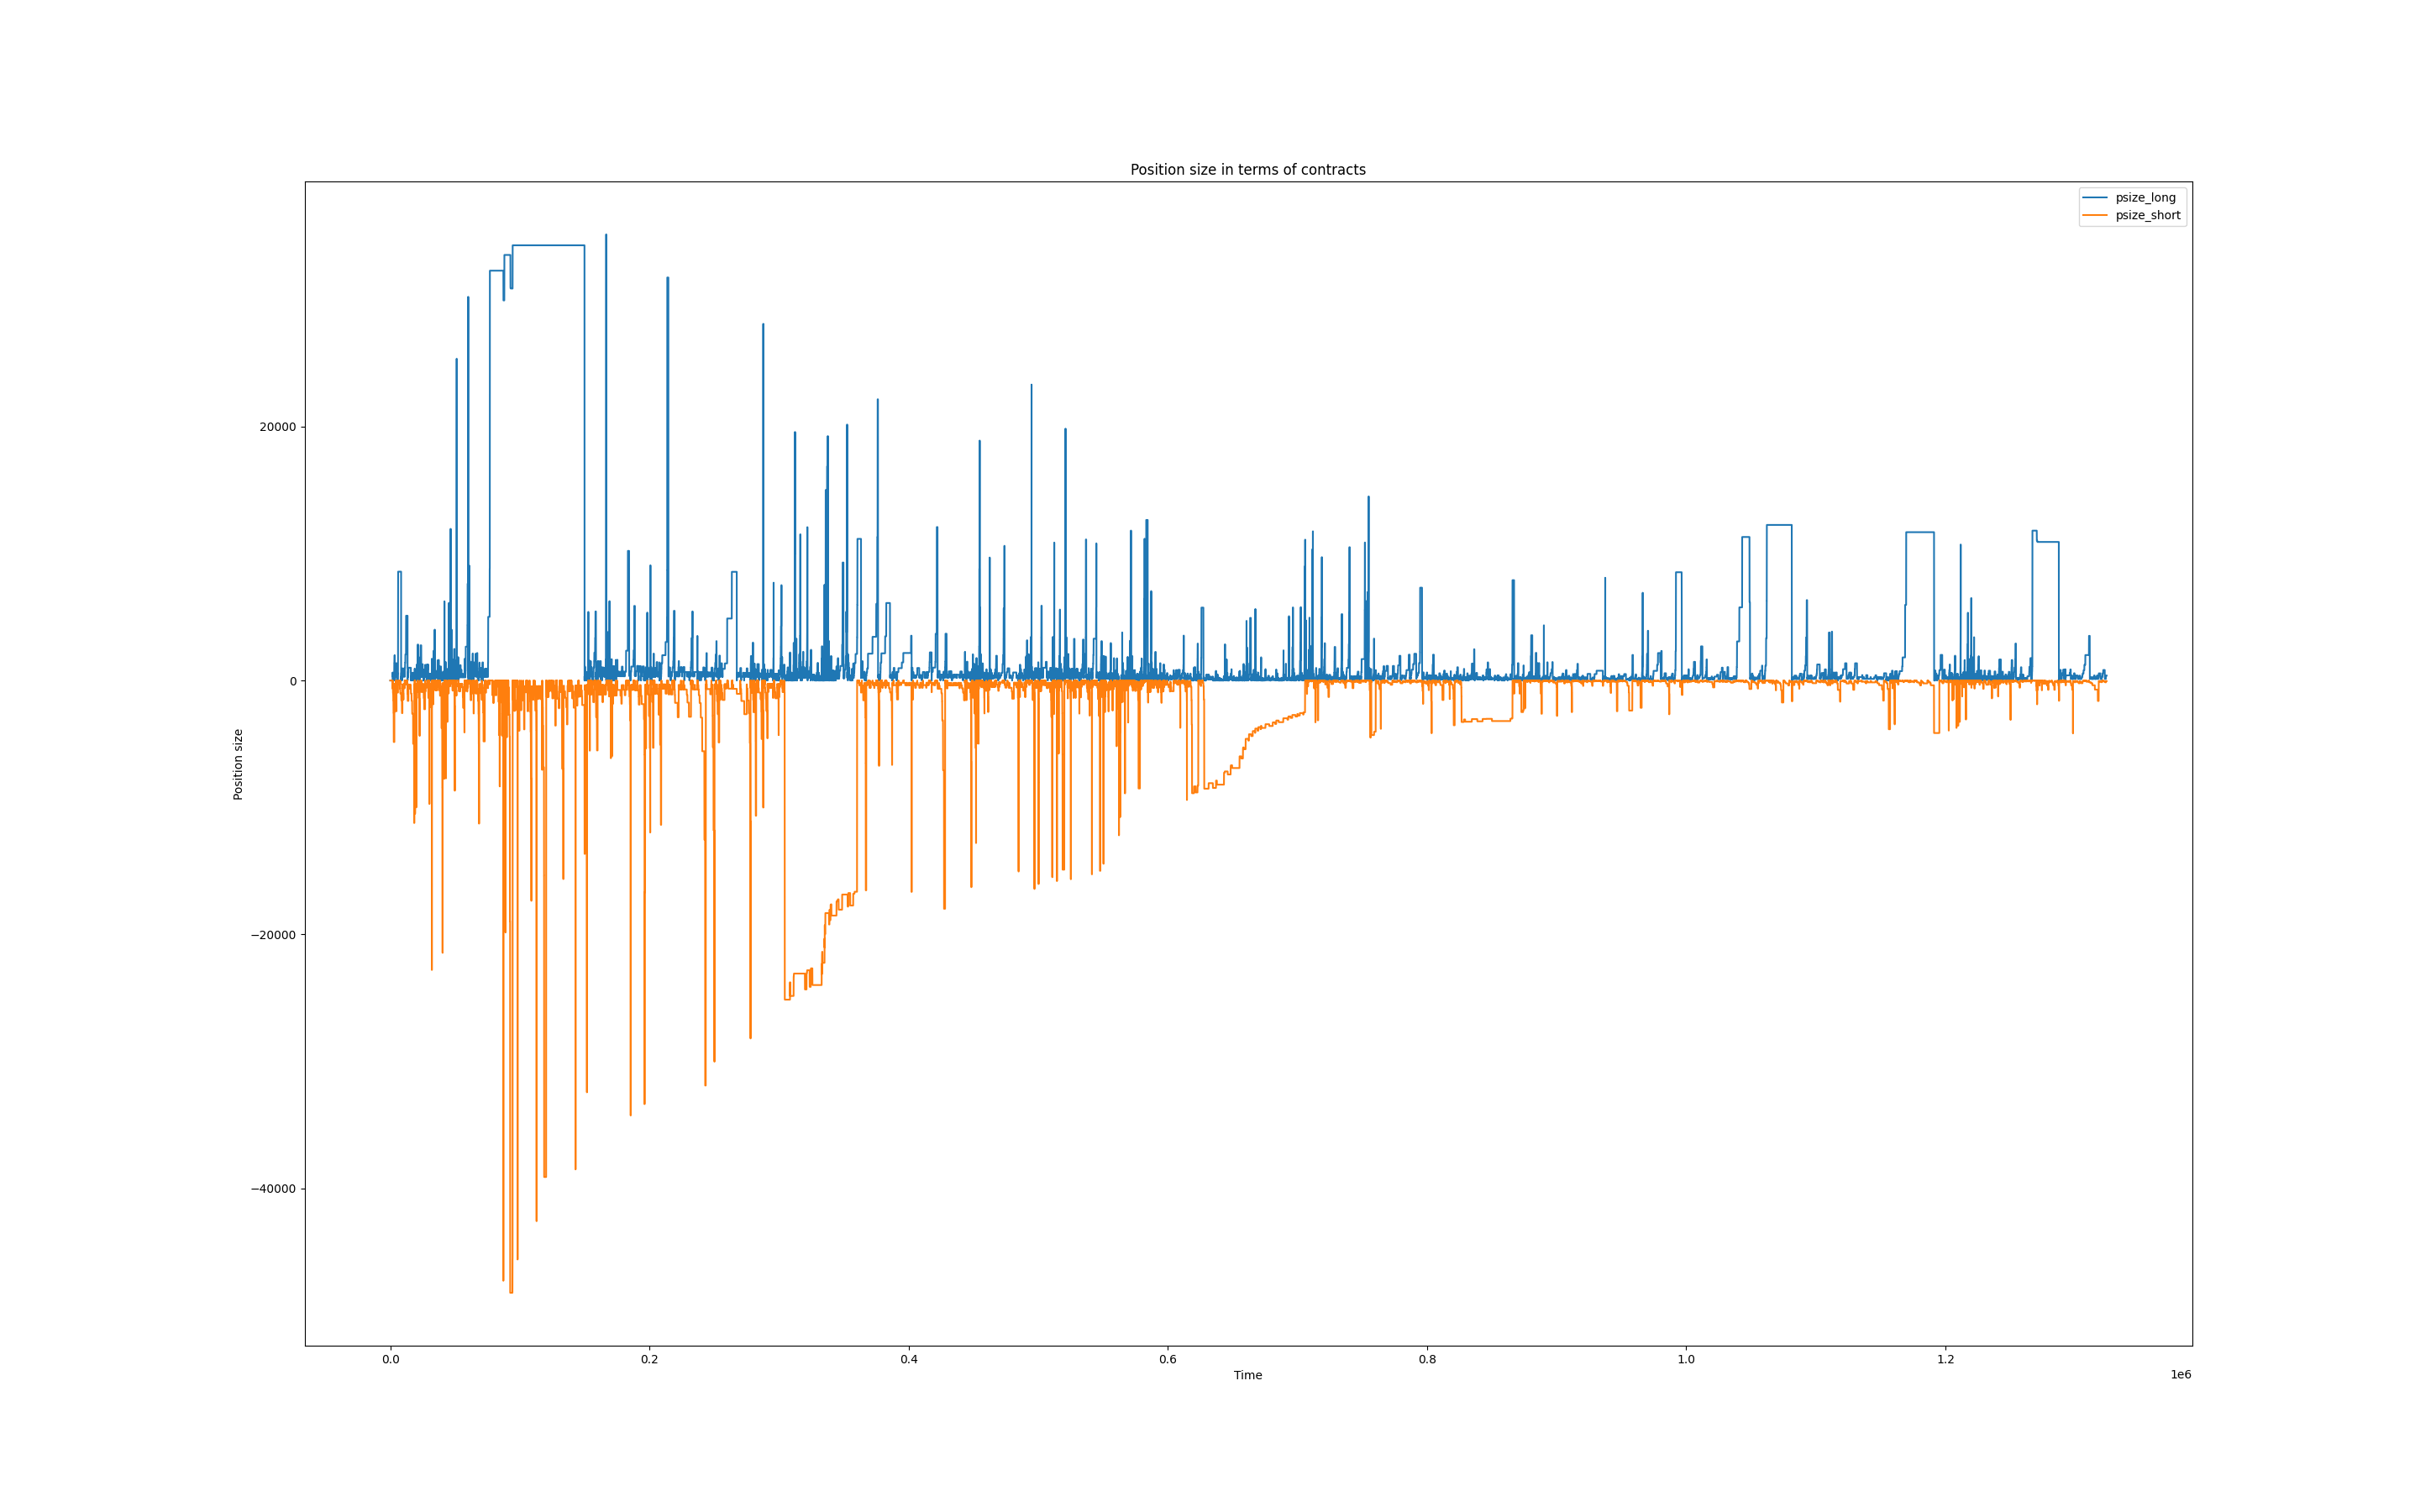 Position size in terms of contracts
psize_long
psize_short
20000
0
−20000
−40000
Position size
0.0 0.2 0.4 0.6 0.8 1.0 1.2
Time
1e6